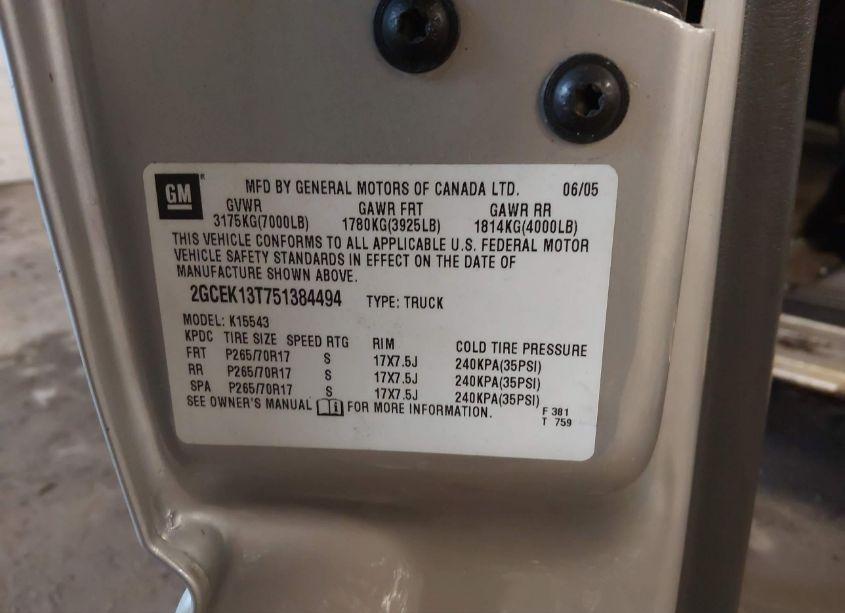 GM ® MFD BY GENERAL MOTORS OF CANADA LTD. 06/05
GVWR GAWR FRT GAWR RR
3175KG(7000LB) 1780KG(3925LB) 1814KG(4000LB)
THIS VEHICLE CONFORMS TO ALL APPLICABLE U.S. FEDERAL MOTOR
VEHICLE SAFETY STANDARDS IN EFFECT ON THE DATE OF
MANUFACTURE SHOWN ABOVE.
2GCEK13T751384494 TYPE: TRUCK
MODEL: K15543
KPDC TIRE SIZE SPEED RTG RIM COLD TIRE PRESSURE
FRT P265/70R17 S 17X7.5J 240KPA(35PSI)
RR P265/70R17 S 17X7.5J 240KPA(35PSI)
SPA P265/70R17 S 17X7.5J 240KPA(35PSI)
SEE OWNER'S MANUAL FOR MORE INFORMATION. F 381
T 759